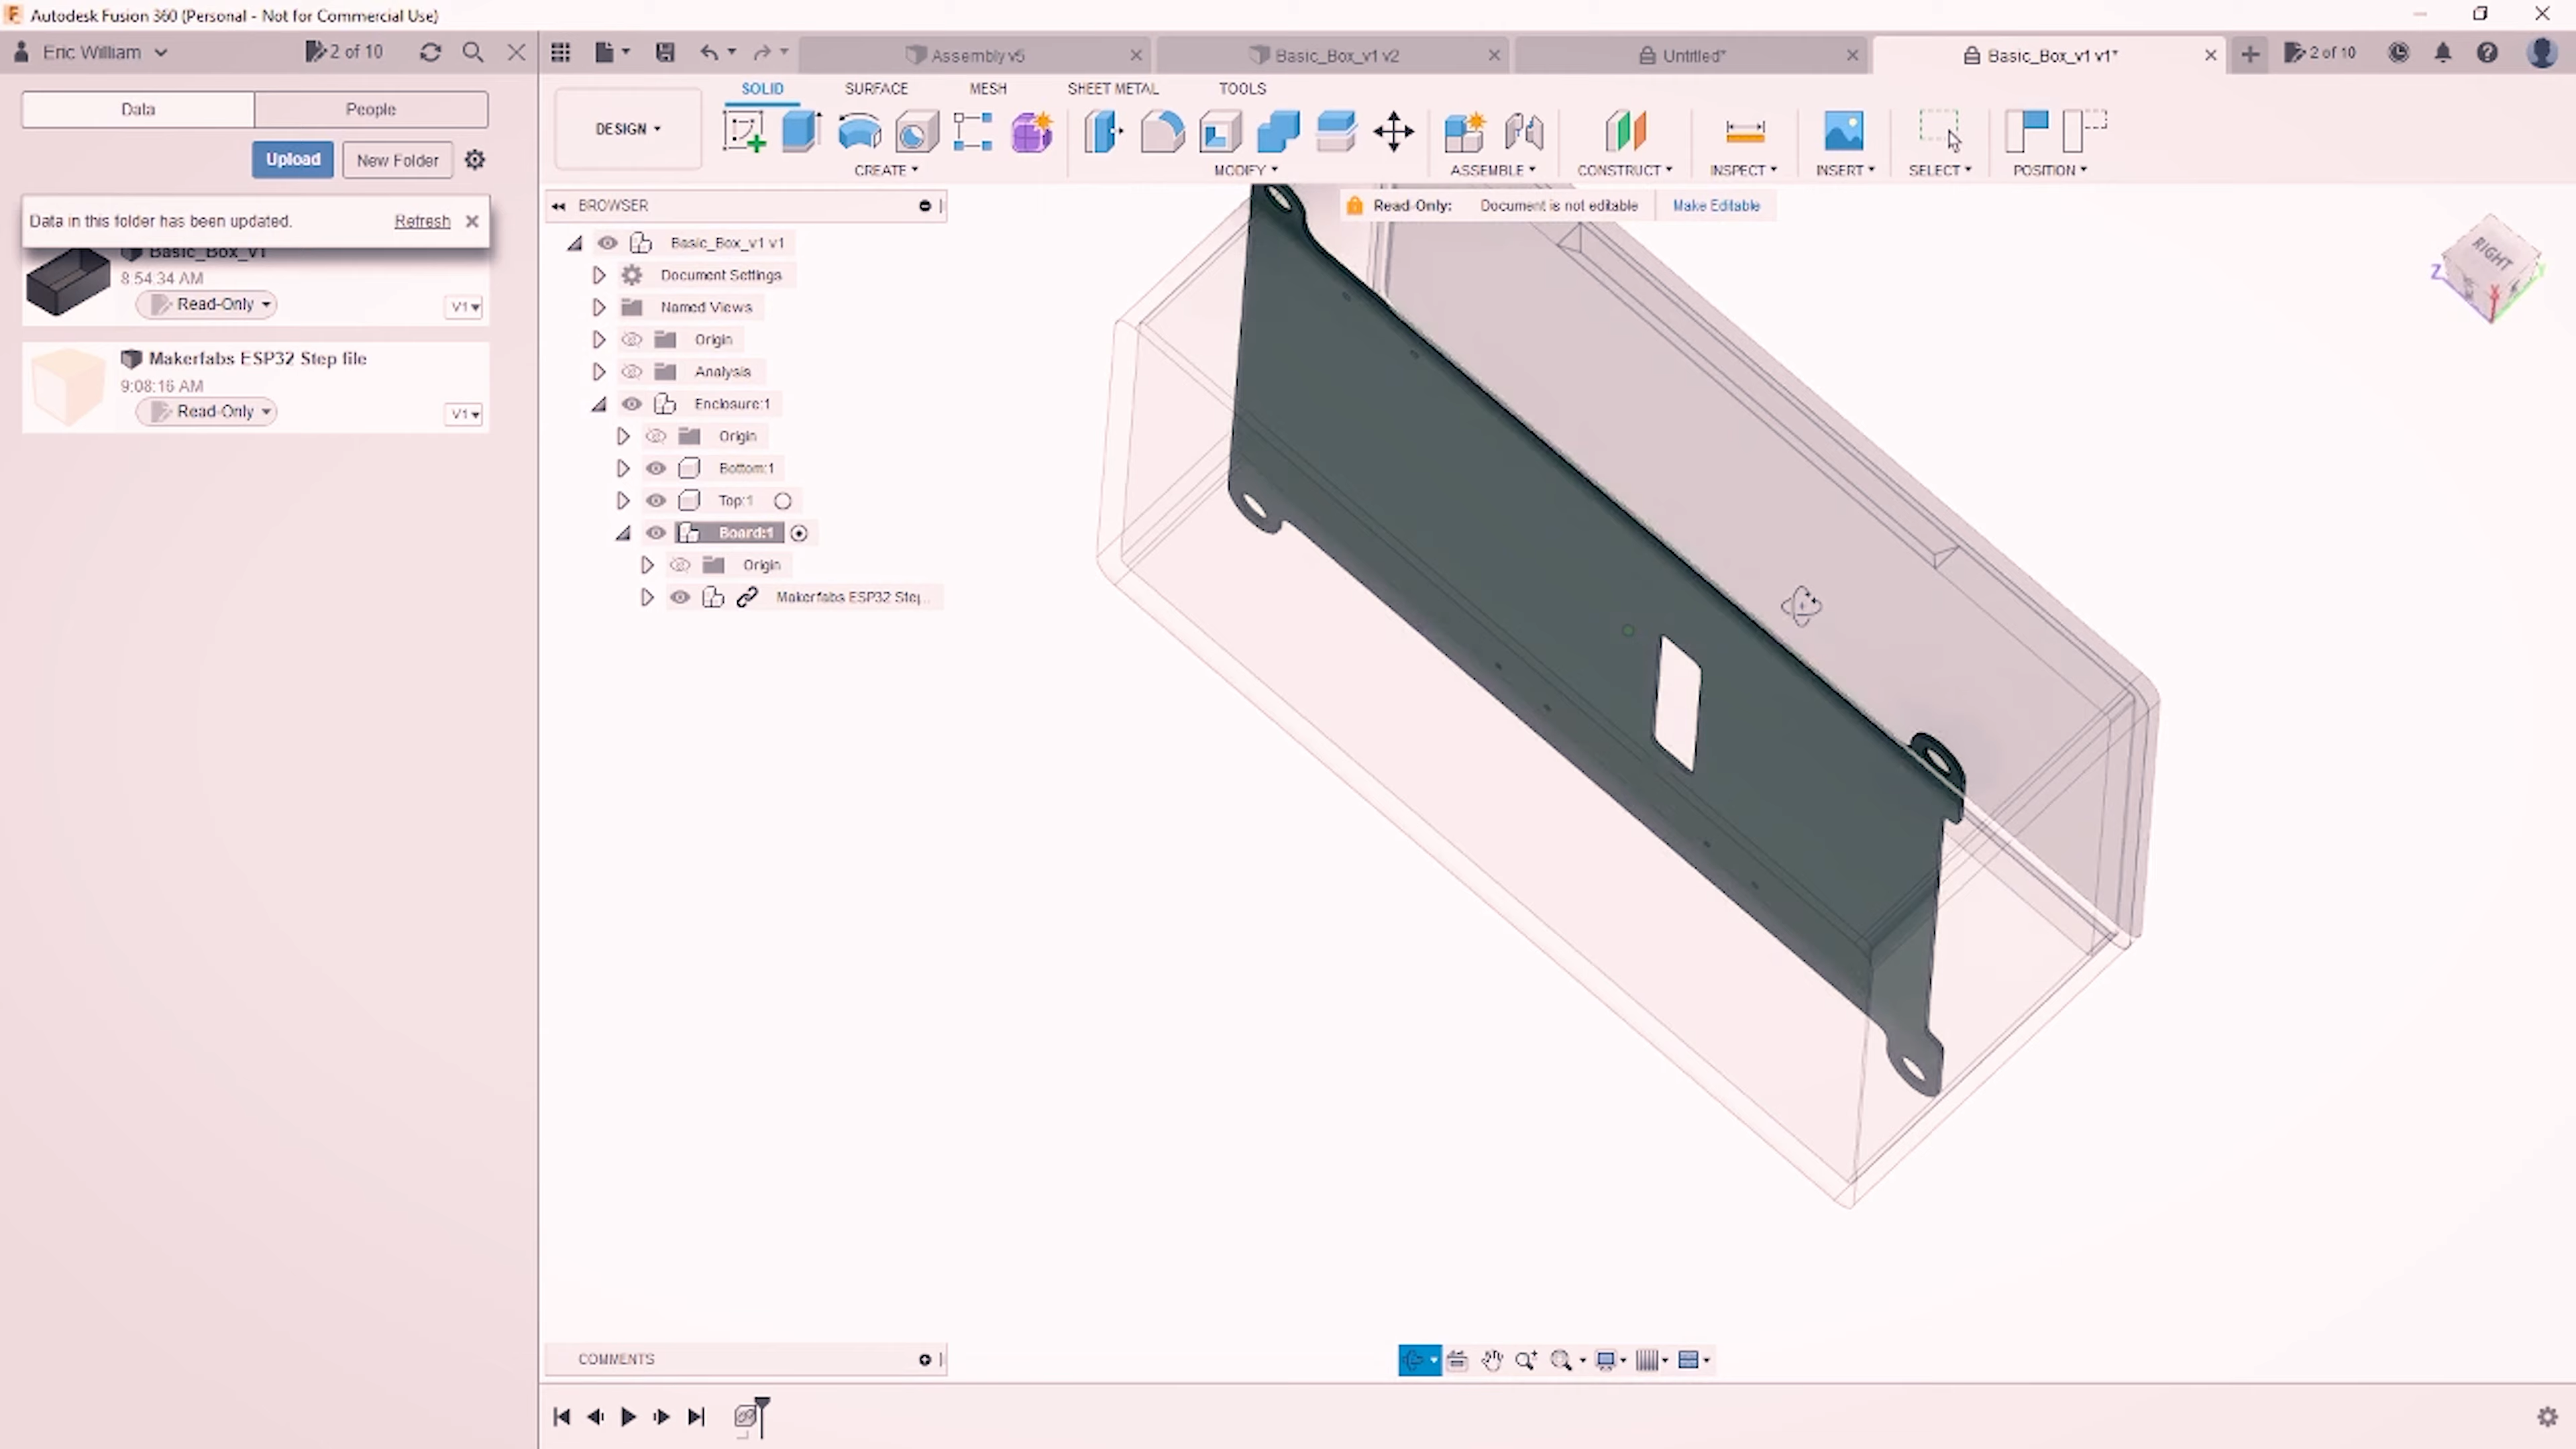 Autodesk Fusion 360 (Personal - Not for Commercial Use)
Eric William
2 of 10
Assembly v5
Basic_Box_v1 v2
Untitled*
Basic_Box_v1 v1*
2 of 10
Data
People
Upload
New Folder
Data in this folder has been updated.
Refresh
Basic_Box_v1
8:54:34 AM
Read-Only
V1
Makerfabs ESP32 Step file
9:08:16 AM
Read-Only
V1
DESIGN
SOLID
SURFACE
MESH
SHEET METAL
TOOLS
CREATE
MODIFY
ASSEMBLE
CONSTRUCT
INSPECT
INSERT
SELECT
POSITION
BROWSER
Read-Only:
Document is not editable
Make Editable
Basic_Box_v1 v1
Document Settings
Named Views
Origin
Analysis
Enclosure:1
Origin
Bottom:1
Top:1
Board:1
Origin
Makerfabs ESP32 Step...
RIGHT
Z
X
Y
COMMENTS